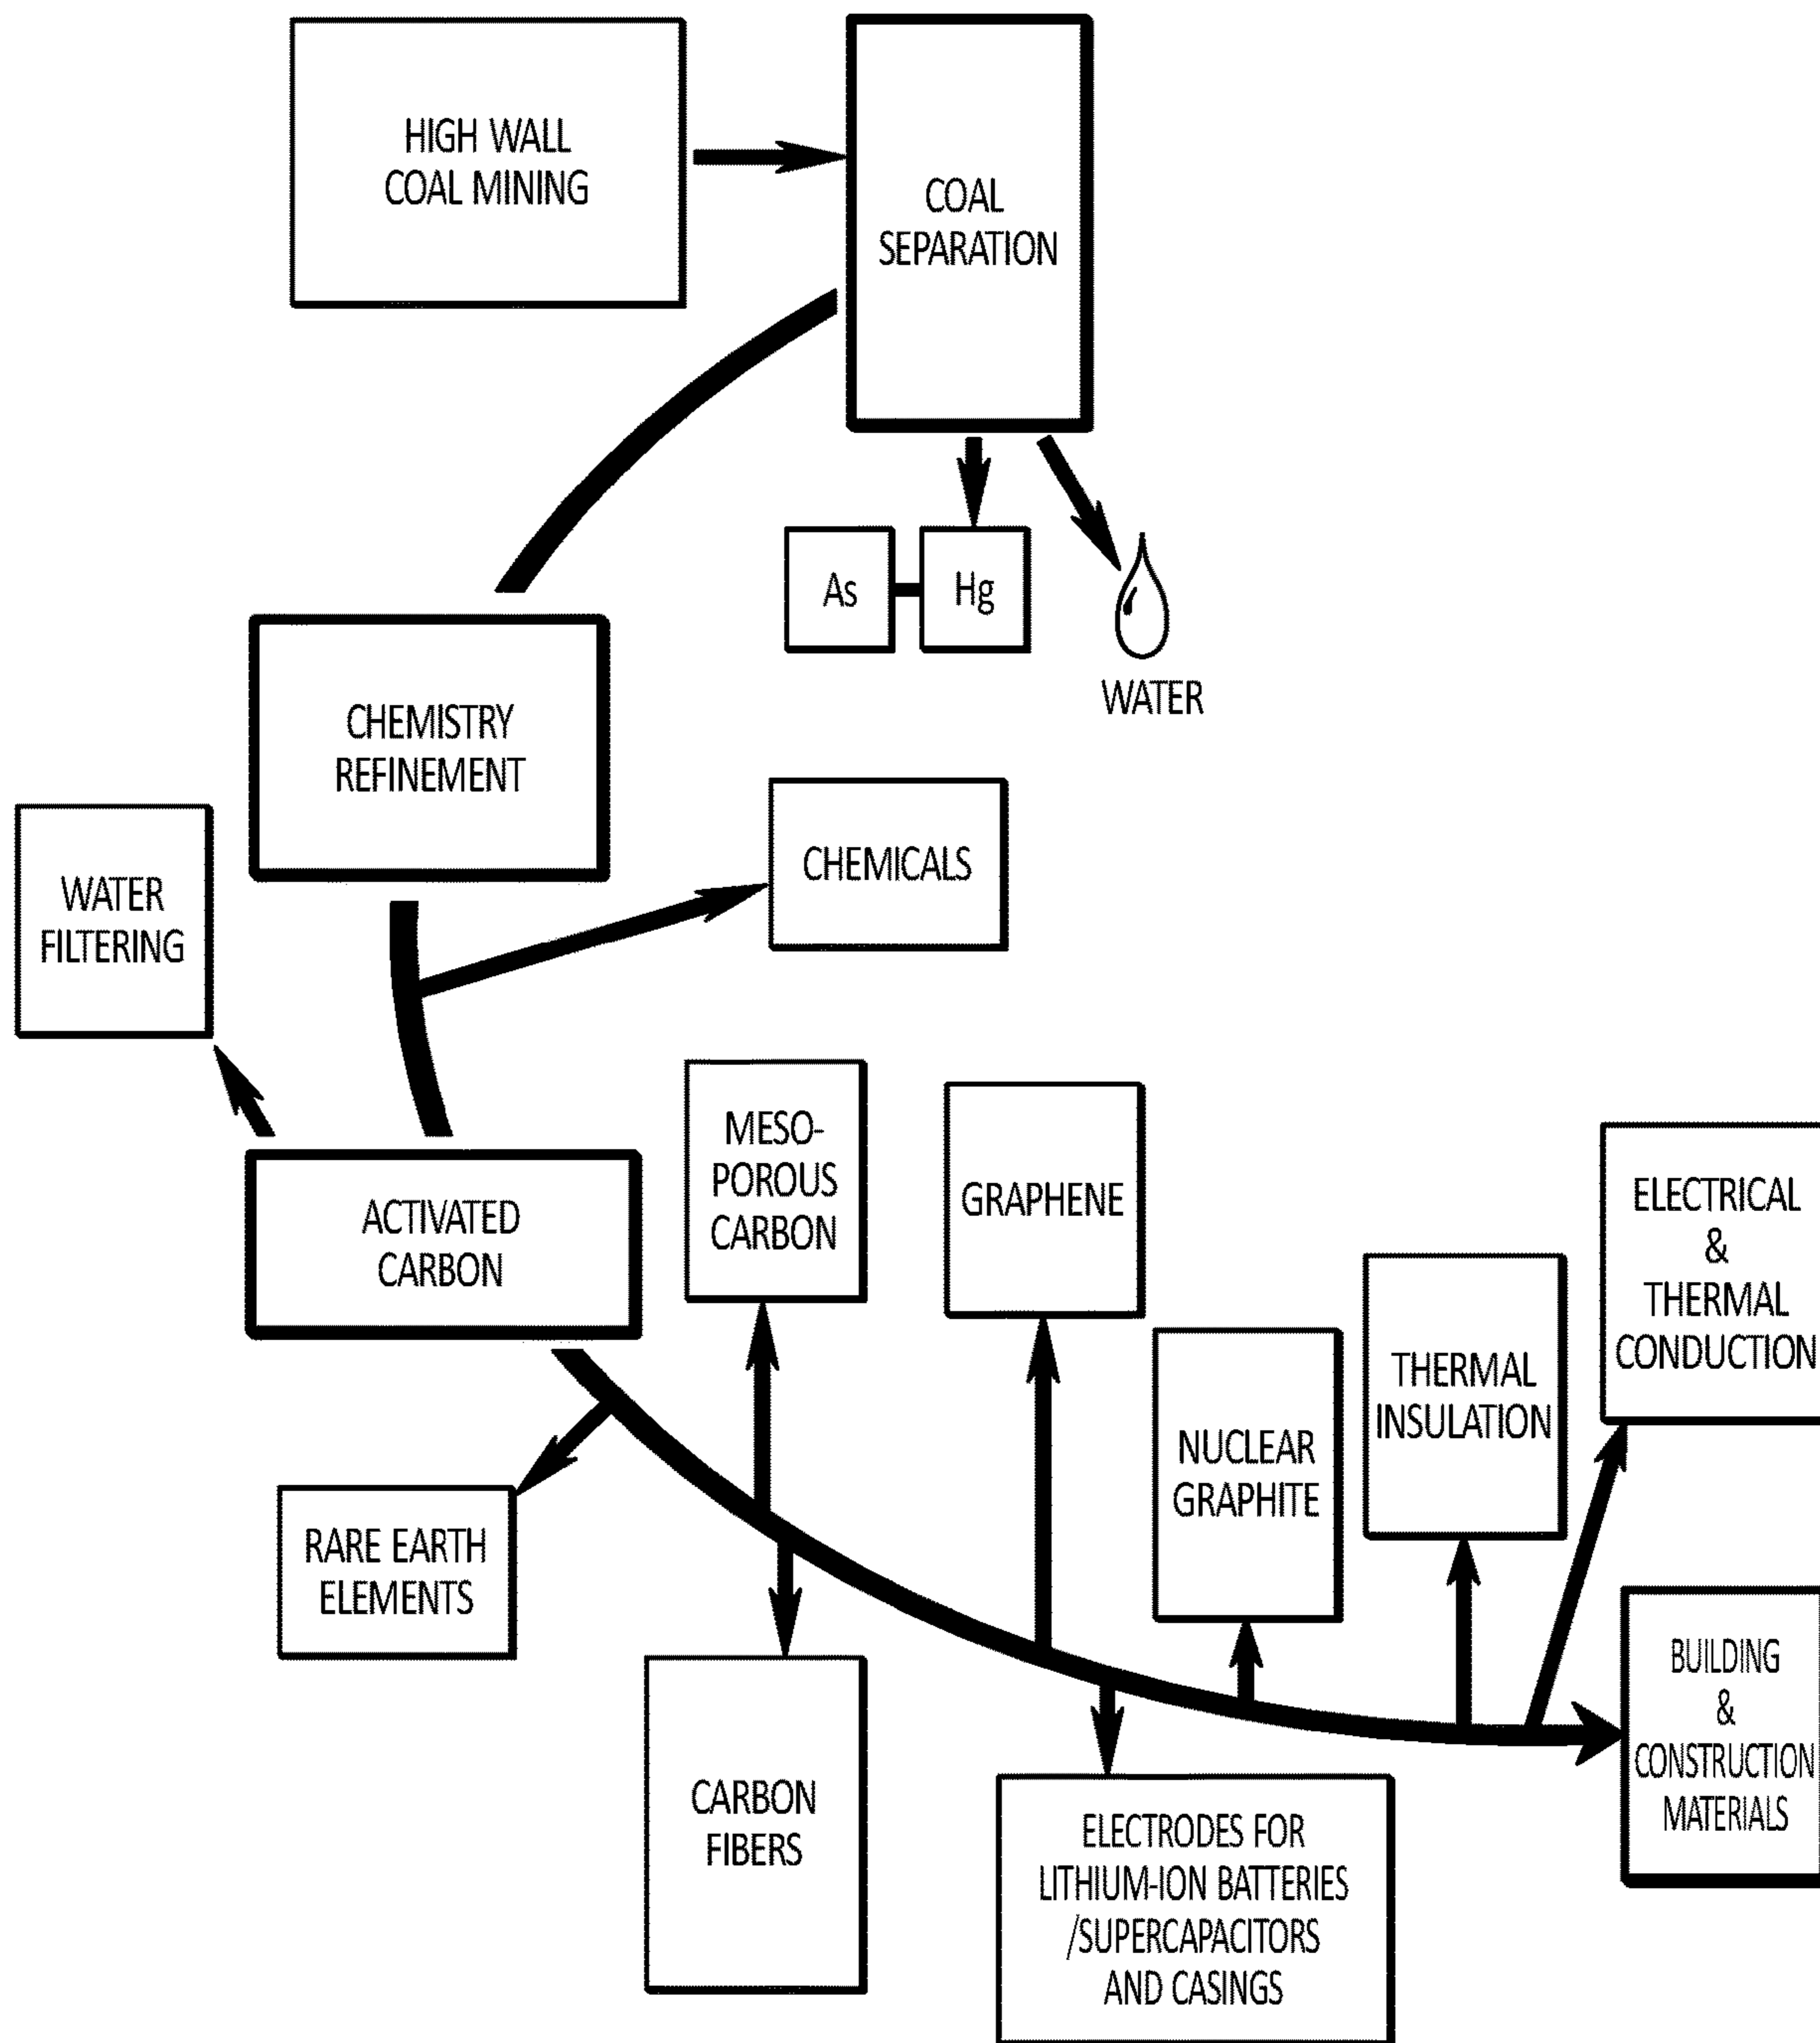 HIGH WALL
COAL MINING
COAL
SEPARATION
As
Hg
WATER
CHEMISTRY
REFINEMENT
CHEMICALS
WATER
FILTERING
ACTIVATED
CARBON
MESO-
POROUS
CARBON
GRAPHENE
NUCLEAR
GRAPHITE
THERMAL
INSULATION
ELECTRICAL
&
THERMAL
CONDUCTION
RARE EARTH
ELEMENTS
CARBON
FIBERS
ELECTRODES FOR
LITHIUM-ION BATTERIES
/SUPERCAPACITORS
AND CASINGS
BUILDING
&
CONSTRUCTION
MATERIALS